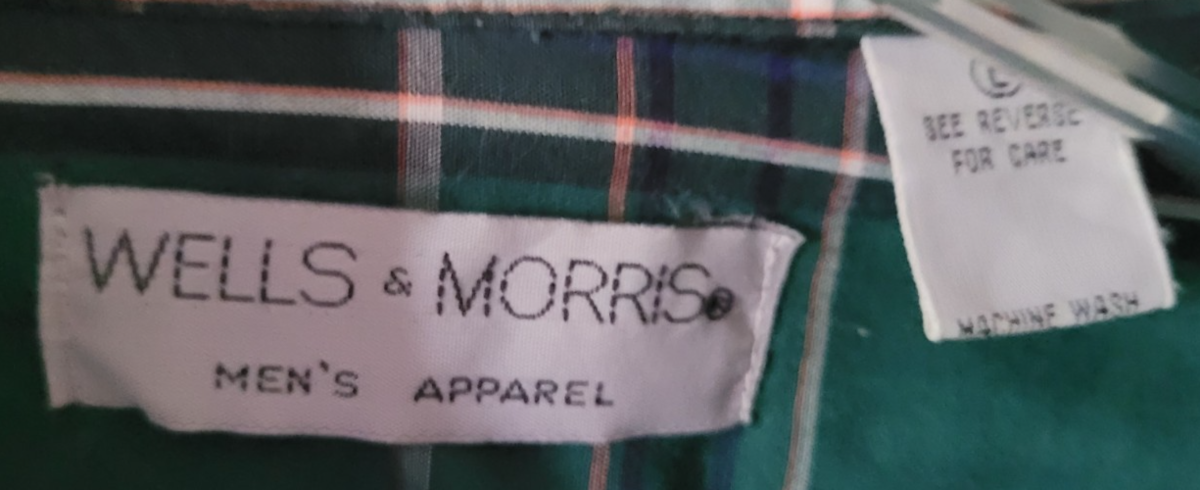 WELLS & MORRIS®
MEN'S APPAREL
L
SEE REVERSE
FOR CARE
MACHINE WASH